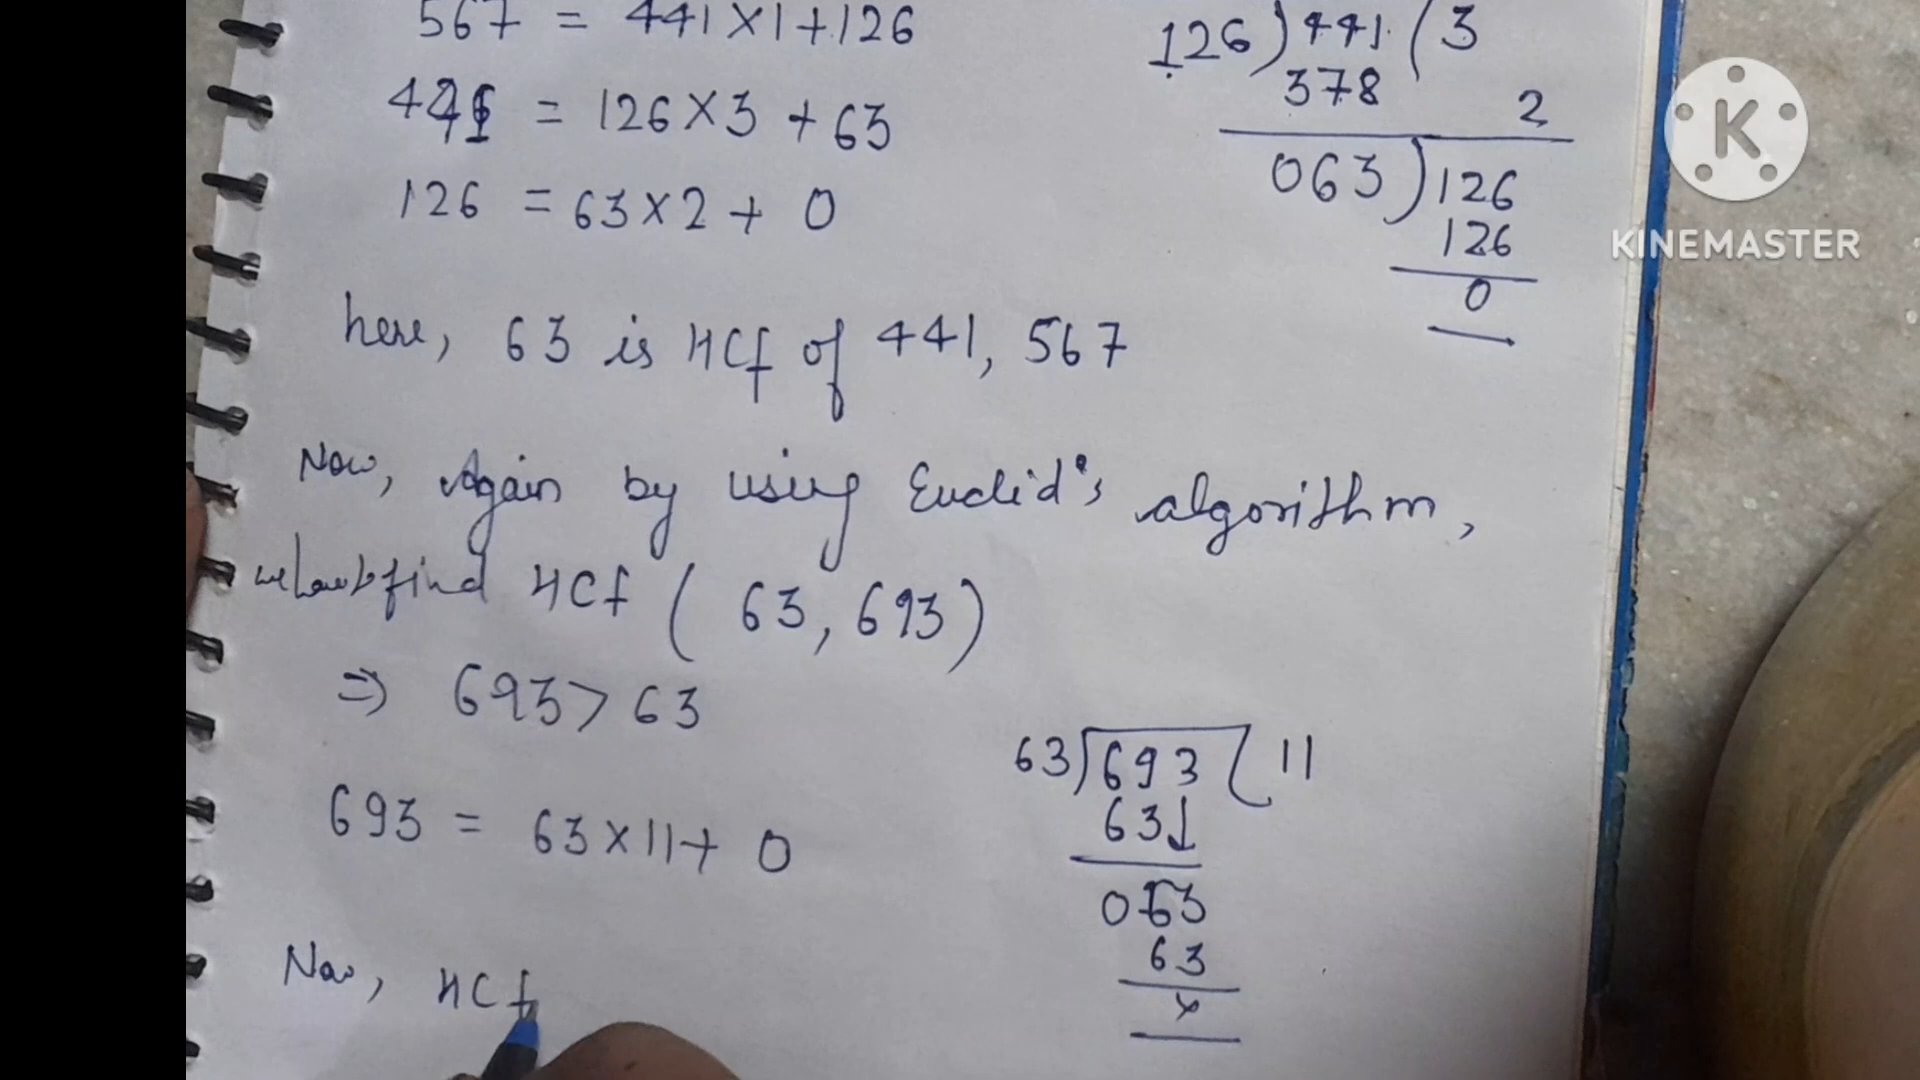 567 = 441 × 1 + 126
441 = 126 × 3 + 63
126 = 63 × 2 + 0
126 ) 441 ( 3
378
2
063 ) 126
126
0
here, 63 is HCf of 441, 567
Now, Again by using Euclid's algorithm,
we have to find HCf ( 63, 693 )
⇒ 693 > 63
693 = 63 × 11 + 0
63 ) 693 ( 11
63↓
063
63
×
Now, HCf
K
KINEMASTER